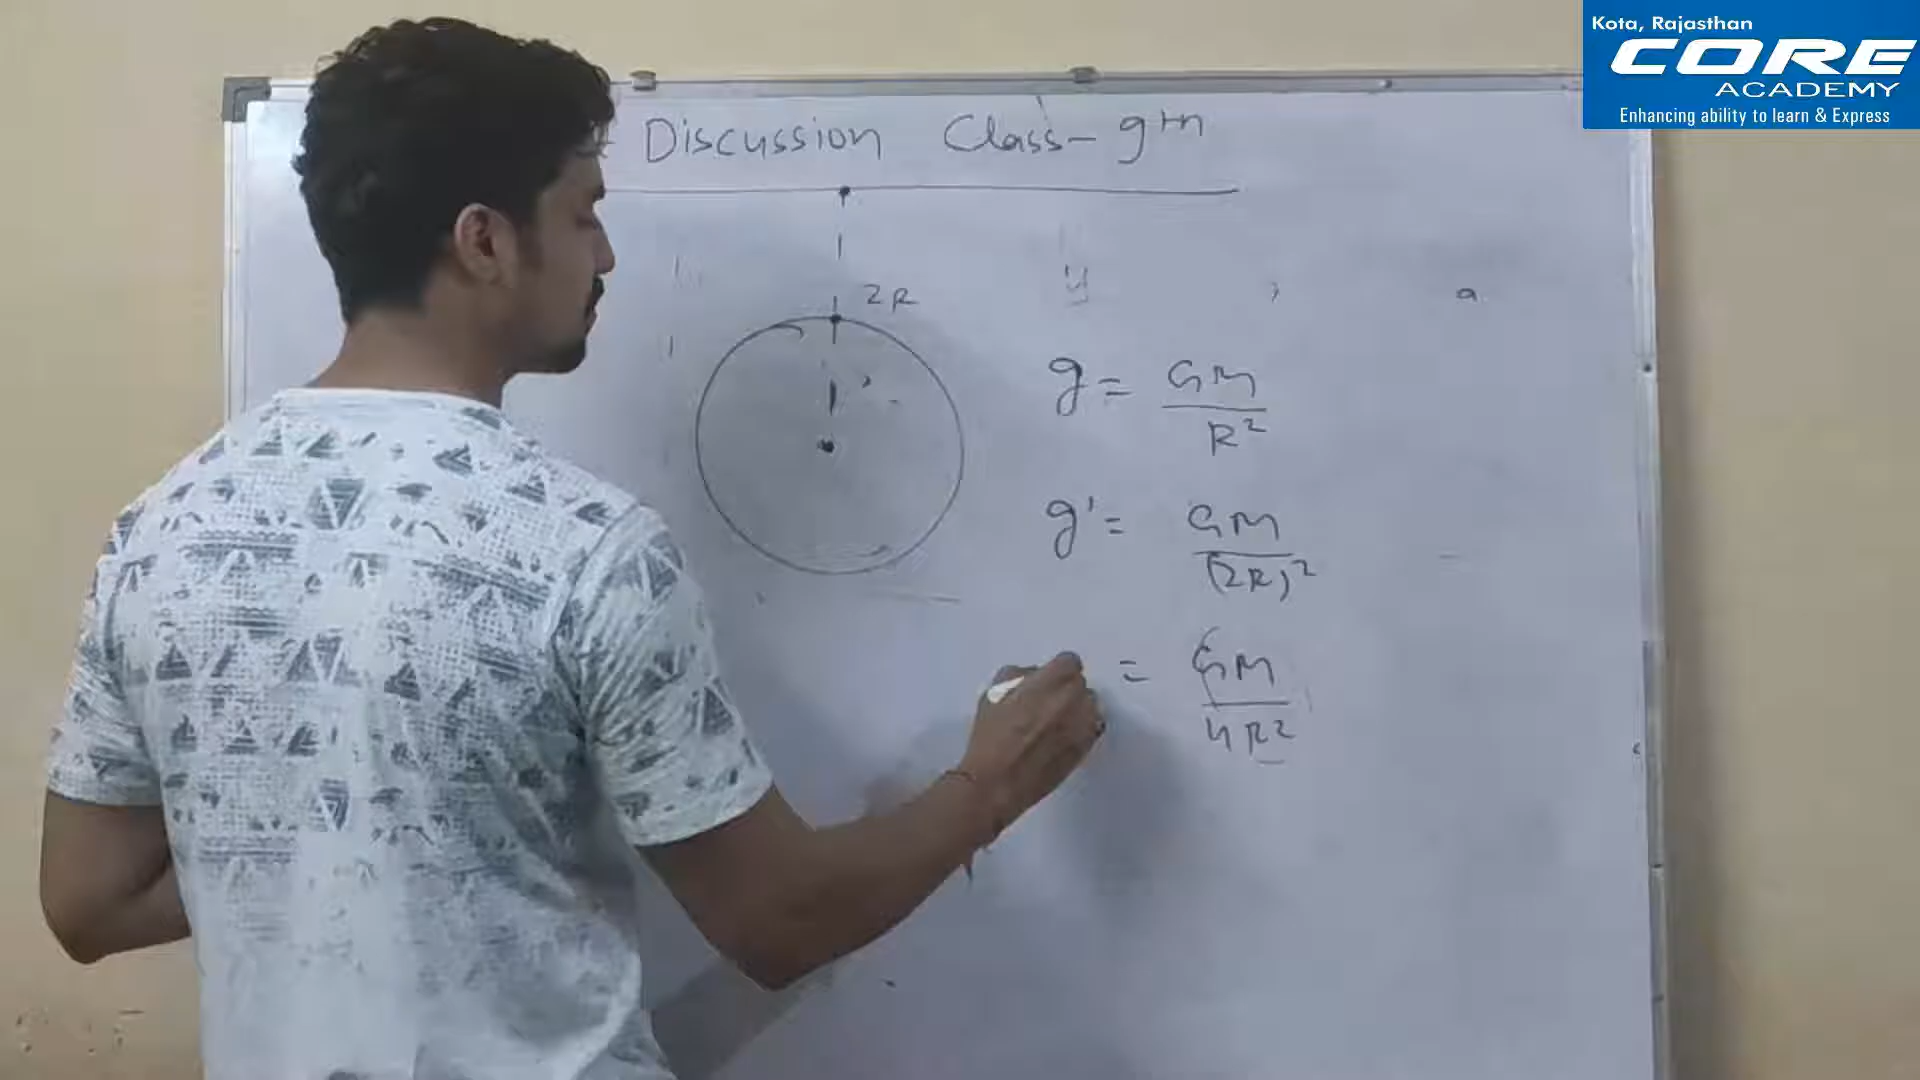 Kota, Rajasthan
CORE
ACADEMY
Enhancing ability to learn & Express
Discussion Class - 9th
2R
g = GM / R²
g' = GM / (2R)²
= GM / 4R²